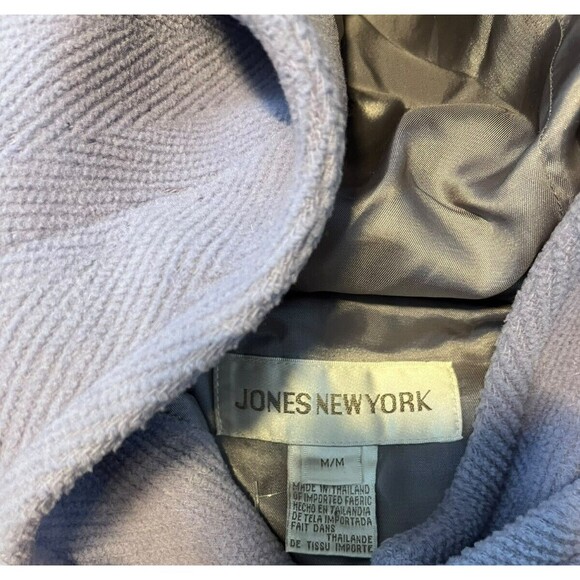 JONES NEW YORK
M/M
MADE IN THAILAND
OF IMPORTED FABRIC
HECHO EN TAILANDIA
DE TELA IMPORTADA
FAIT DANS
THAILANDE
DE TISSU IMPORTE